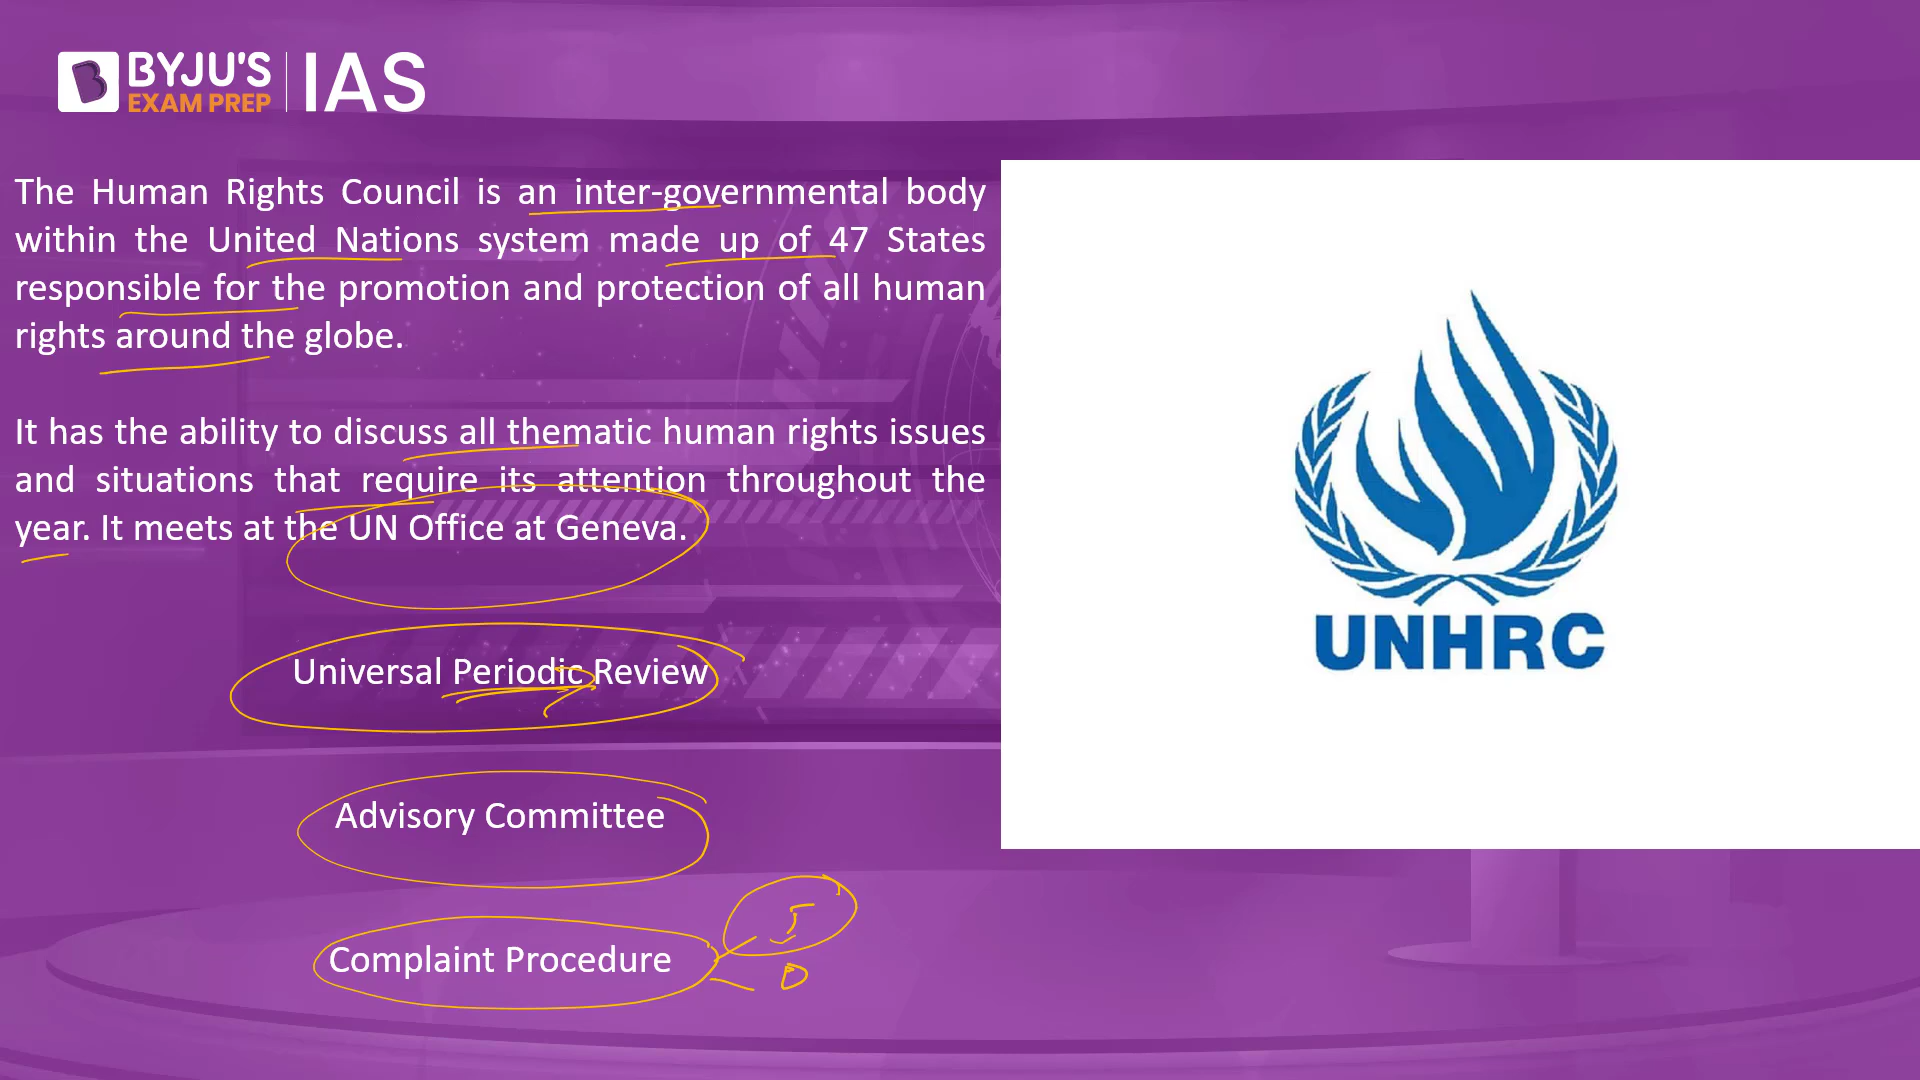 BYJU'S
EXAM PREP
IAS
The Human Rights Council is an inter-governmental body
within the United Nations system made up of 47 States
responsible for the promotion and protection of all human
rights around the globe.
It has the ability to discuss all thematic human rights issues
and situations that require its attention throughout the
year. It meets at the UN Office at Geneva.
Universal Periodic Review
Advisory Committee
Complaint Procedure
UNHRC